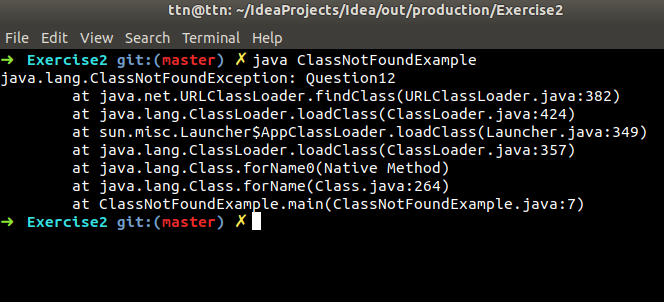 ttn@ttn: ~/IdeaProjects/Idea/out/production/Exercise2
File Edit View Search Terminal Help
➜ Exercise2 git:(master) ✗ java ClassNotFoundExample
java.lang.ClassNotFoundException: Question12
at java.net.URLClassLoader.findClass(URLClassLoader.java:382)
at java.lang.ClassLoader.loadClass(ClassLoader.java:424)
at sun.misc.Launcher$AppClassLoader.loadClass(Launcher.java:349)
at java.lang.ClassLoader.loadClass(ClassLoader.java:357)
at java.lang.Class.forName0(Native Method)
at java.lang.Class.forName(Class.java:264)
at ClassNotFoundExample.main(ClassNotFoundExample.java:7)
➜ Exercise2 git:(master) ✗